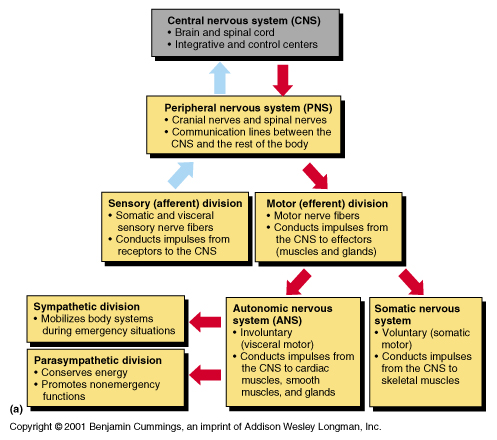 Central nervous system (CNS)
• Brain and spinal cord
• Integrative and control centers
Peripheral nervous system (PNS)
• Cranial nerves and spinal nerves
• Communication lines between the
CNS and the rest of the body
Sensory (afferent) division
• Somatic and visceral
sensory nerve fibers
• Conducts impulses from
receptors to the CNS
Motor (efferent) division
• Motor nerve fibers
• Conducts impulses from
the CNS to effectors
(muscles and glands)
Sympathetic division
• Mobilizes body systems
during emergency situations
Parasympathetic division
• Conserves energy
• Promotes nonemergency
functions
Autonomic nervous
system (ANS)
• Involuntary
(visceral motor)
• Conducts impulses from
the CNS to cardiac
muscles, smooth
muscles, and glands
Somatic nervous
system
• Voluntary (somatic
motor)
• Conducts impulses
from the CNS to
skeletal muscles
(a)
Copyright © 2001 Benjamin Cummings, an imprint of Addison Wesley Longman, Inc.